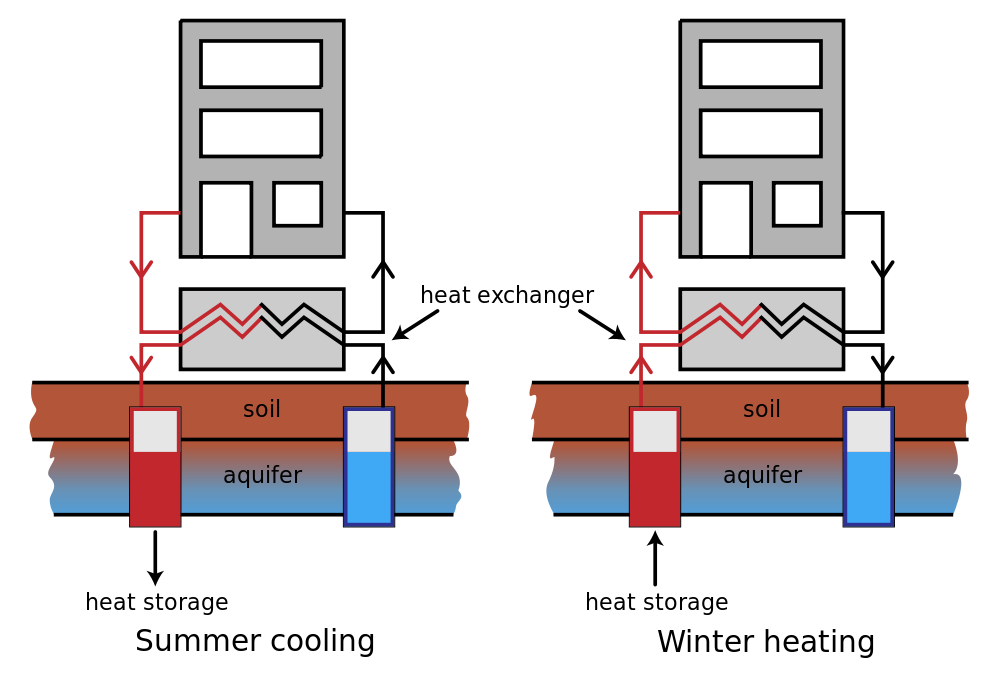 heat exchanger
soil
soil
aquifer
aquifer
heat storage
heat storage
Summer cooling
Winter heating